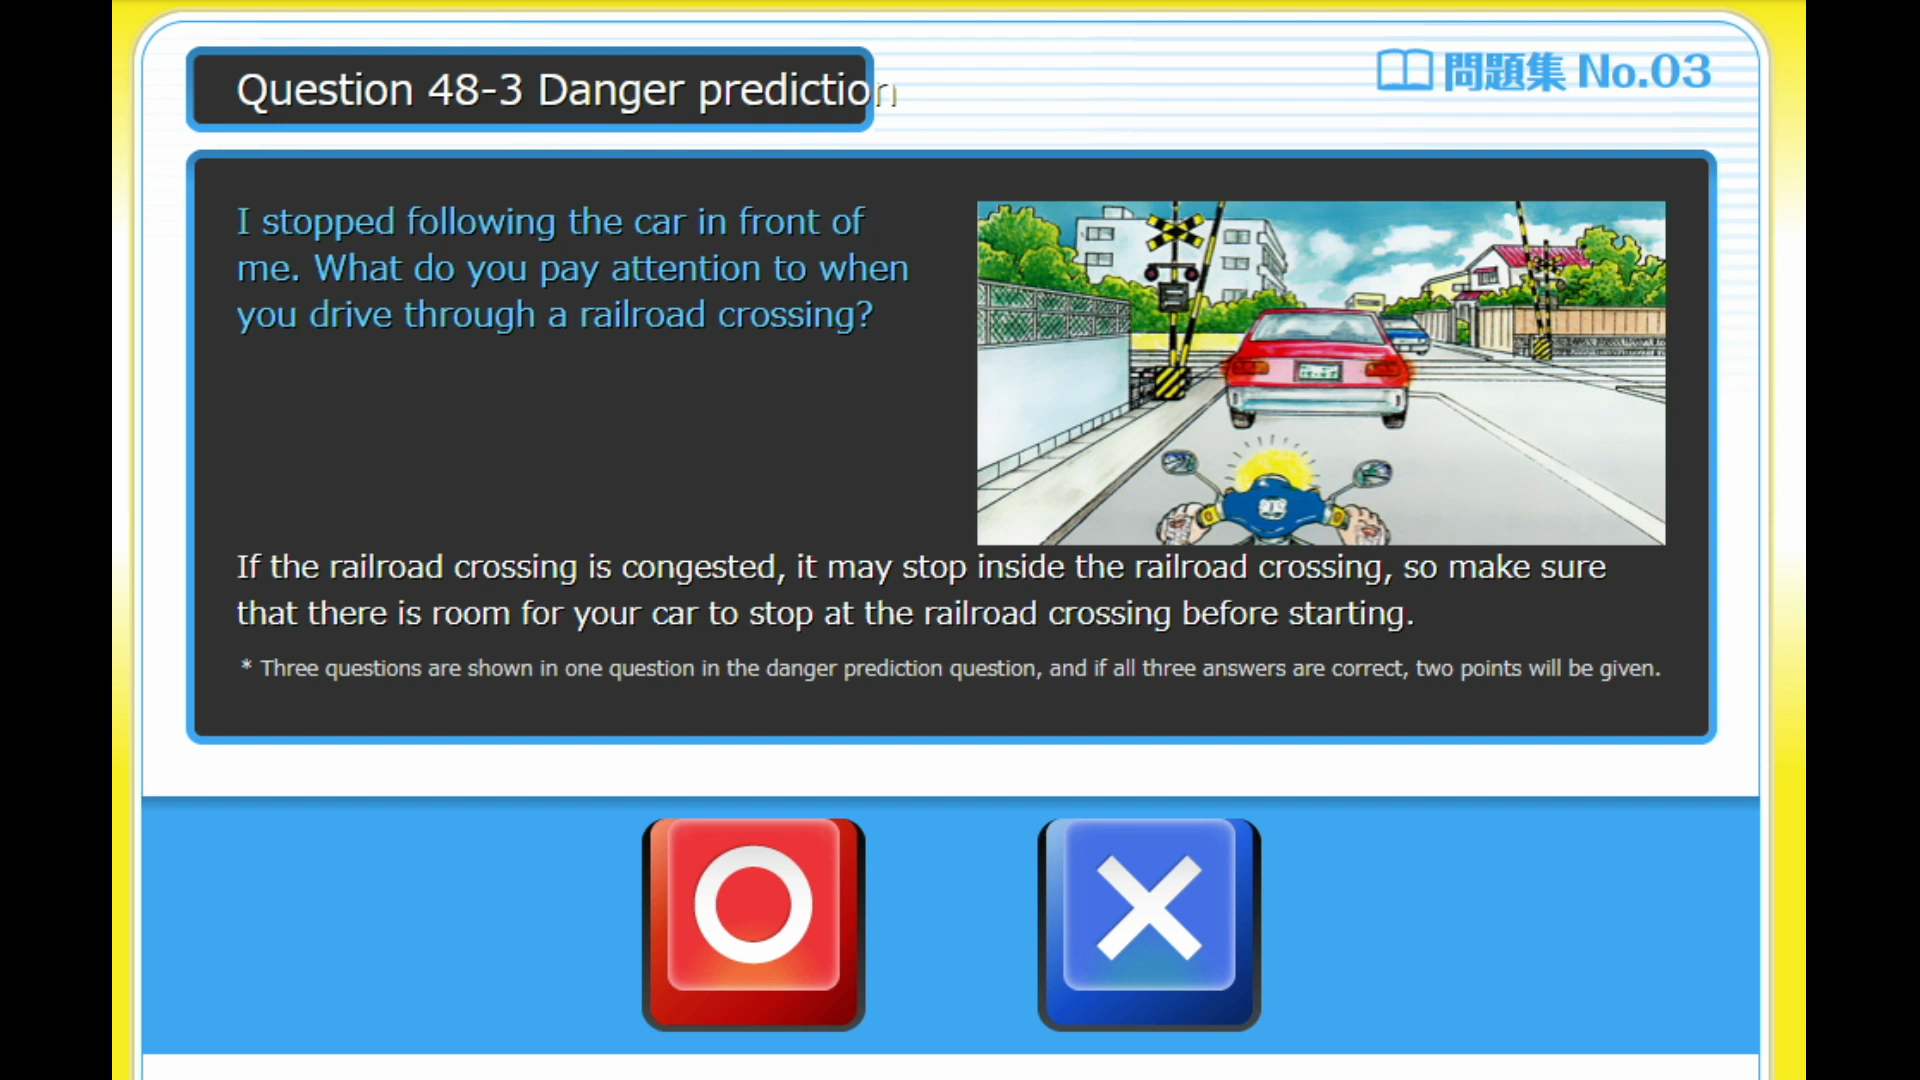 Question 48-3 Danger prediction
問題集 No.03
I stopped following the car in front of
me. What do you pay attention to when
you drive through a railroad crossing?
If the railroad crossing is congested, it may stop inside the railroad crossing, so make sure
that there is room for your car to stop at the railroad crossing before starting.
* Three questions are shown in one question in the danger prediction question, and if all three answers are correct, two points will be given.